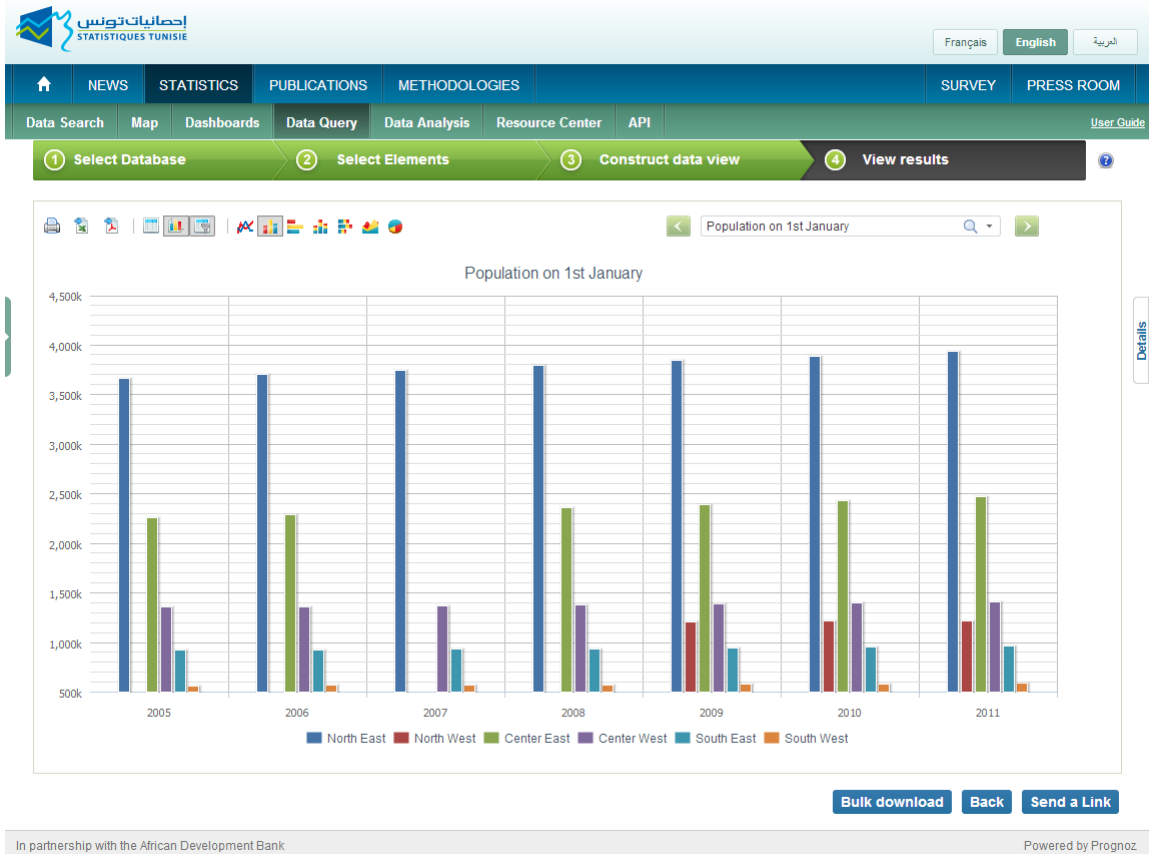 إحصائيات تونس
STATISTIQUES TUNISIE
Français English العربية
NEWS STATISTICS PUBLICATIONS METHODOLOGIES SURVEY PRESS ROOM
Data Search Map Dashboards Data Query Data Analysis Resource Center API User Guide
1 Select Database 2 Select Elements 3 Construct data view 4 View results ?
Population on 1st January
Population on 1st January
4,500k
4,000k
3,500k
3,000k
2,500k
2,000k
1,500k
1,000k
500k
2005 2006 2007 2008 2009 2010 2011
North East North West Center East Center West South East South West
Details
Bulk download Back Send a Link
In partnership with the African Development Bank Powered by Prognoz